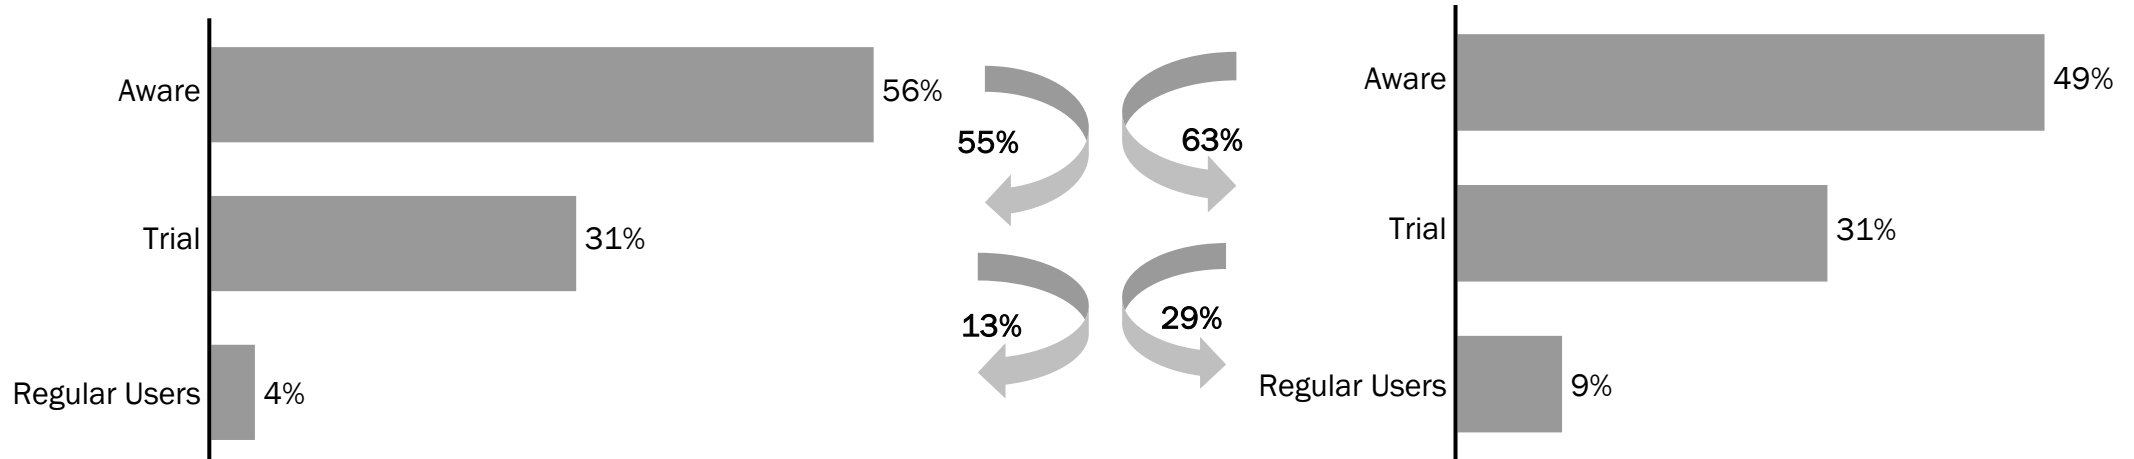 Aware
56%
Trial
31%
Regular Users
4%
55%
13%
63%
29%
Aware
49%
Trial
31%
Regular Users
9%